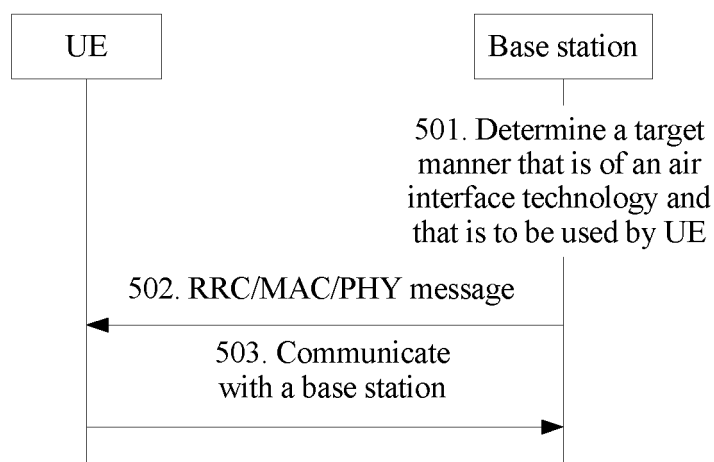 UE
Base station
501. Determine a target
manner that is of an air
interface technology and
that is to be used by UE
502. RRC/MAC/PHY message
503. Communicate
with a base station